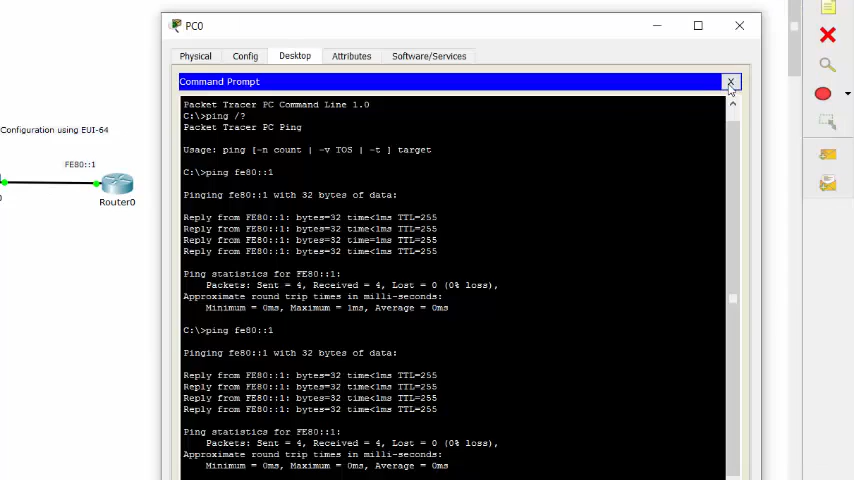 PC0
Physical Config Desktop Attributes Software/Services
Command Prompt X
Packet Tracer PC Command Line 1.0
C:\>ping /?
Packet Tracer PC Ping
Usage: ping [-n count | -v TOS | -t ] target
C:\>ping fe80::1
Pinging fe80::1 with 32 bytes of data:
Reply from FE80::1: bytes=32 time<1ms TTL=255
Reply from FE80::1: bytes=32 time<1ms TTL=255
Reply from FE80::1: bytes=32 time=1ms TTL=255
Reply from FE80::1: bytes=32 time<1ms TTL=255
Ping statistics for FE80::1:
Packets: Sent = 4, Received = 4, Lost = 0 (0% loss),
Approximate round trip times in milli-seconds:
Minimum = 0ms, Maximum = 1ms, Average = 0ms
C:\>ping fe80::1
Pinging fe80::1 with 32 bytes of data:
Reply from FE80::1: bytes=32 time<1ms TTL=255
Reply from FE80::1: bytes=32 time<1ms TTL=255
Reply from FE80::1: bytes=32 time<1ms TTL=255
Reply from FE80::1: bytes=32 time<1ms TTL=255
Ping statistics for FE80::1:
Packets: Sent = 4, Received = 4, Lost = 0 (0% loss),
Approximate round trip times in milli-seconds:
Minimum = 0ms, Maximum = 0ms, Average = 0ms
Configuration using EUI-64
FE80::1
0
Router0